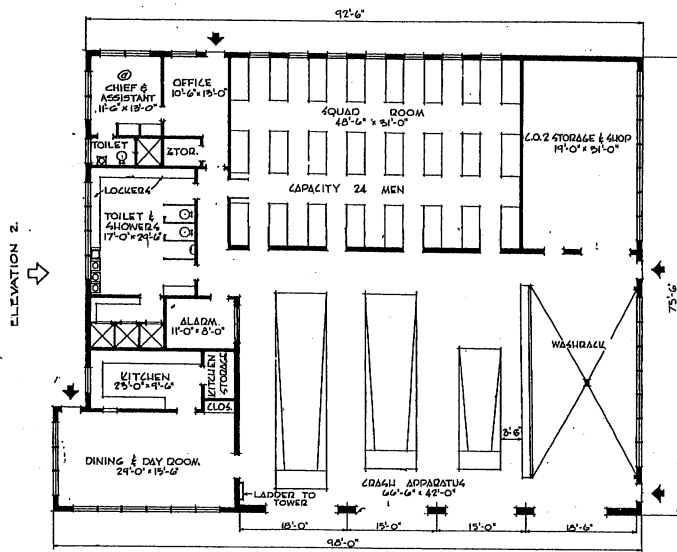 92'-6"
CHIEF &
ASSISTANT
11'-6" x 13'-0"
OFFICE
10'-6" x 13'-0"
SQUAD ROOM
48'-6" x 31'-0"
C.O.2 STORAGE & SHOP
19'-0" x 31'-0"
TOILET
STOR.
LOCKERS
CAPACITY 24 MEN
TOILET &
SHOWERS
17'-0" x 29'-6"
ELEVATION 2.
75'-6"
ALARM.
11'-0" x 8'-0"
WASHRACK
KITCHEN
23'-0" x 9'-6"
KITCHEN
STORAGE
CLOS.
3'-6"
DINING & DAY ROOM
29'-0" x 15'-6"
CRASH APPARATUS
66'-6" x 42'-0"
LADDER TO
TOWER
18'-0"
15'-0"
15'-0"
18'-6"
98'-0"